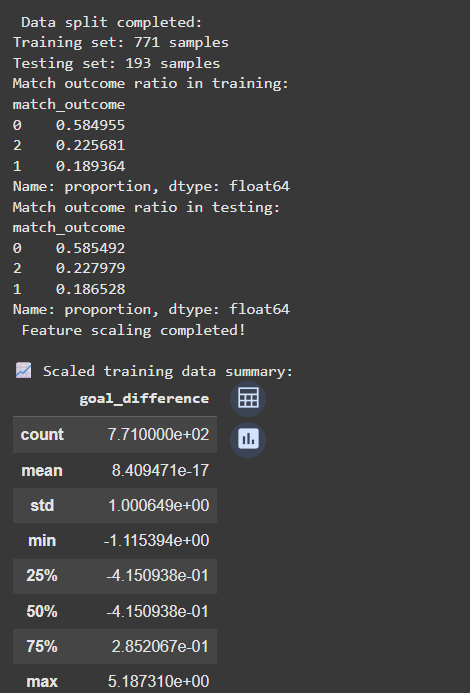 Data split completed:
Training set: 771 samples
Testing set: 193 samples
Match outcome ratio in training:
match_outcome
0    0.584955
2    0.225681
1    0.189364
Name: proportion, dtype: float64
Match outcome ratio in testing:
match_outcome
0    0.585492
2    0.227979
1    0.186528
Name: proportion, dtype: float64
Feature scaling completed!
📈 Scaled training data summary:
goal_difference
count 7.710000e+02
mean 8.409471e-17
std 1.000649e+00
min -1.115394e+00
25% -4.150938e-01
50% -4.150938e-01
75% 2.852067e-01
max 5.187310e+00